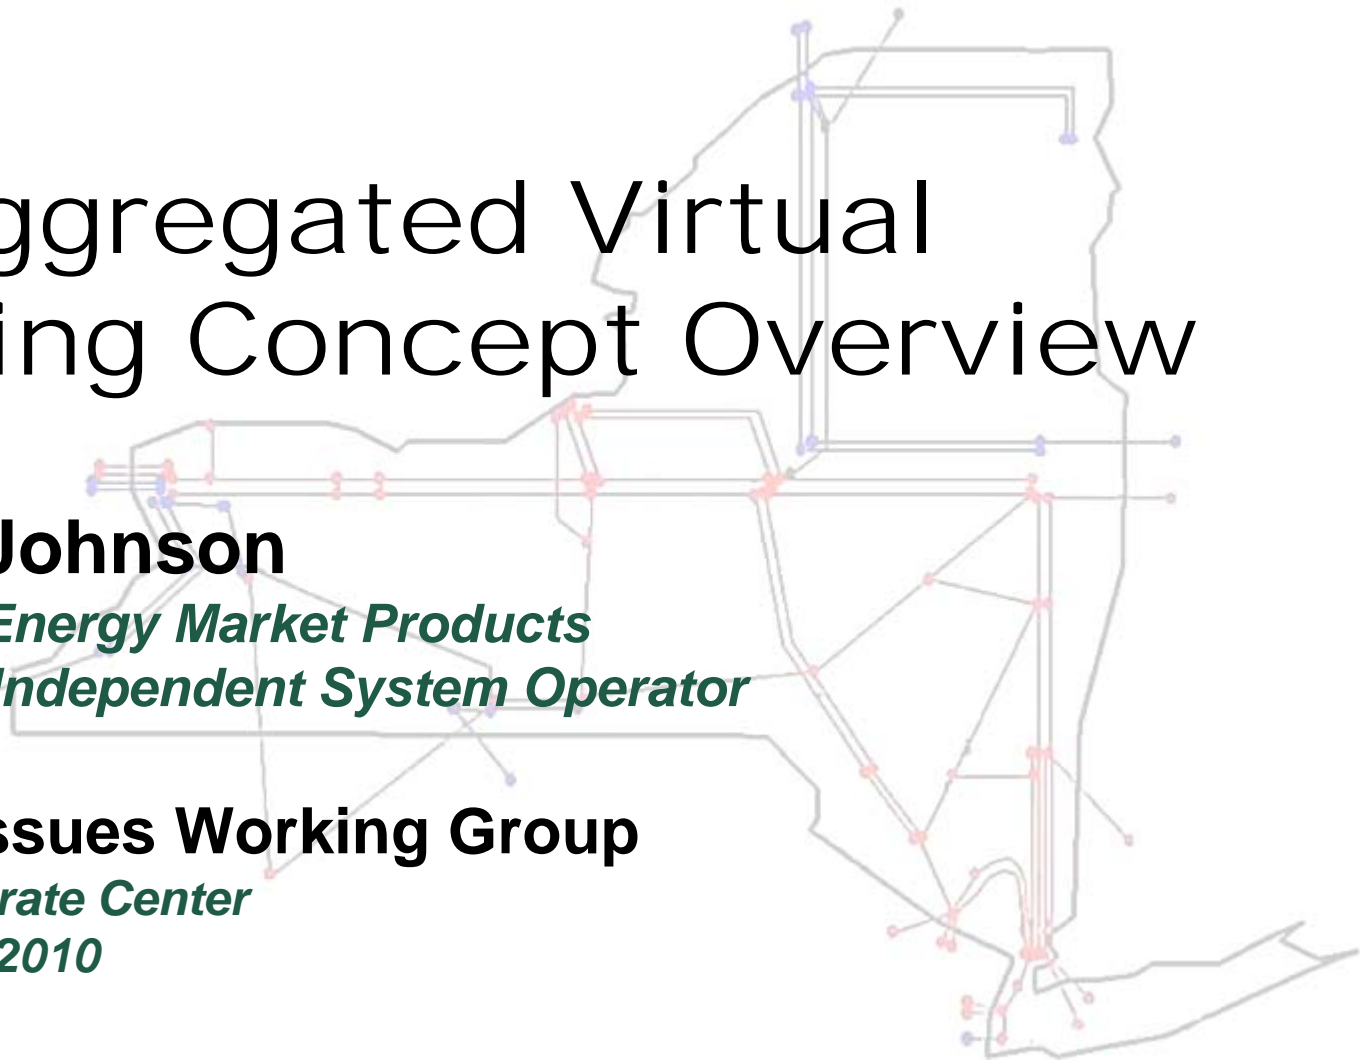 ggregated Virtual
ing Concept Overview
Johnson
Energy Market Products
Independent System Operator
ssues Working Group
rate Center
2010